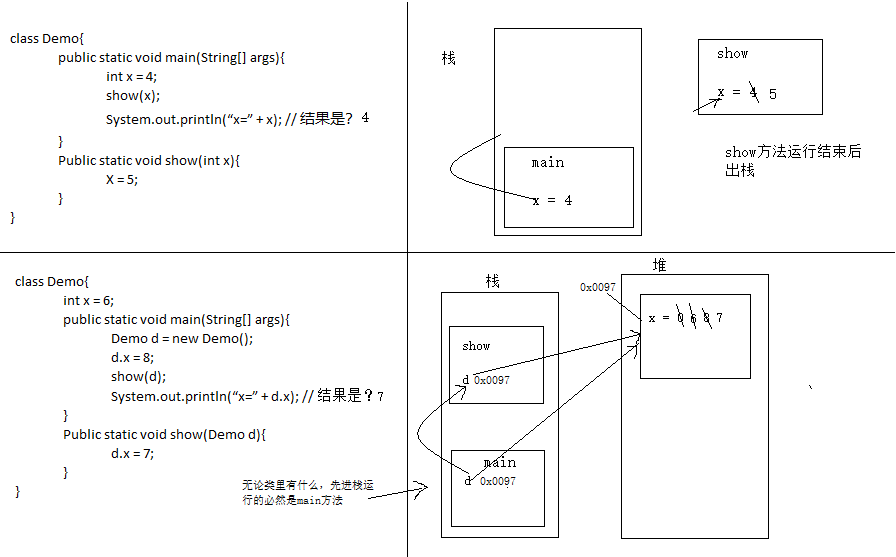 class Demo{
public static void main(String[] args){
int x = 4;
show(x);
System.out.println(“x=” + x); // 结果是? 4
}
Public static void show(int x){
X = 5;
}
}
栈
main
x = 4
show
x = 4 5
show方法运行结束后
出栈
class Demo{
int x = 6;
public static void main(String[] args){
Demo d = new Demo();
d.x = 8;
show(d);
System.out.println(“x=” + d.x); // 结果是？7
}
Public static void show(Demo d){
d.x = 7;
}
}
无论类里有什么，先进栈运
行的必然是main方法
栈
show
d 0x0097
main
d 0x0097
堆
0x0097
x = 0 6 8 7